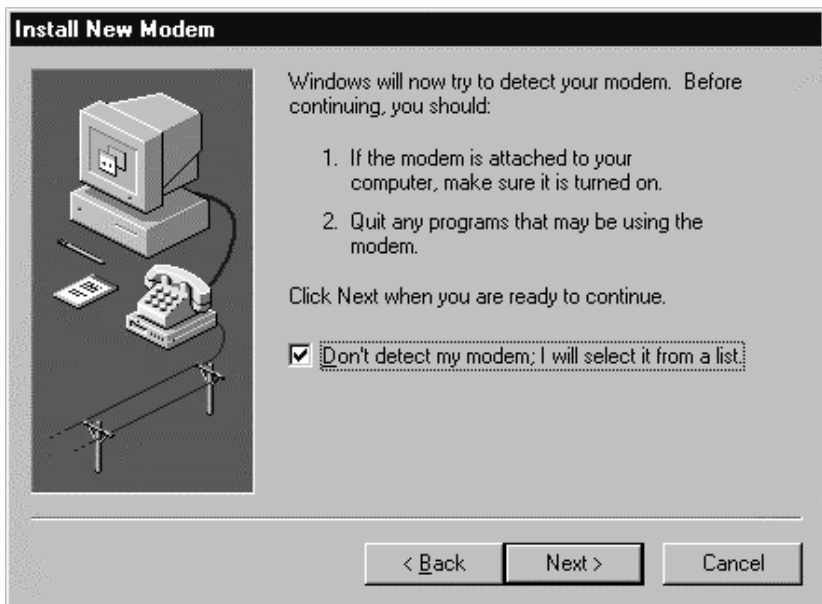 Install New Modem
Windows will now try to detect your modem. Before
continuing, you should:
1. If the modem is attached to your
computer, make sure it is turned on.
2. Quit any programs that may be using the
modem.
Click Next when you are ready to continue.
Don't detect my modem; I will select it from a list.
< Back
Next >
Cancel